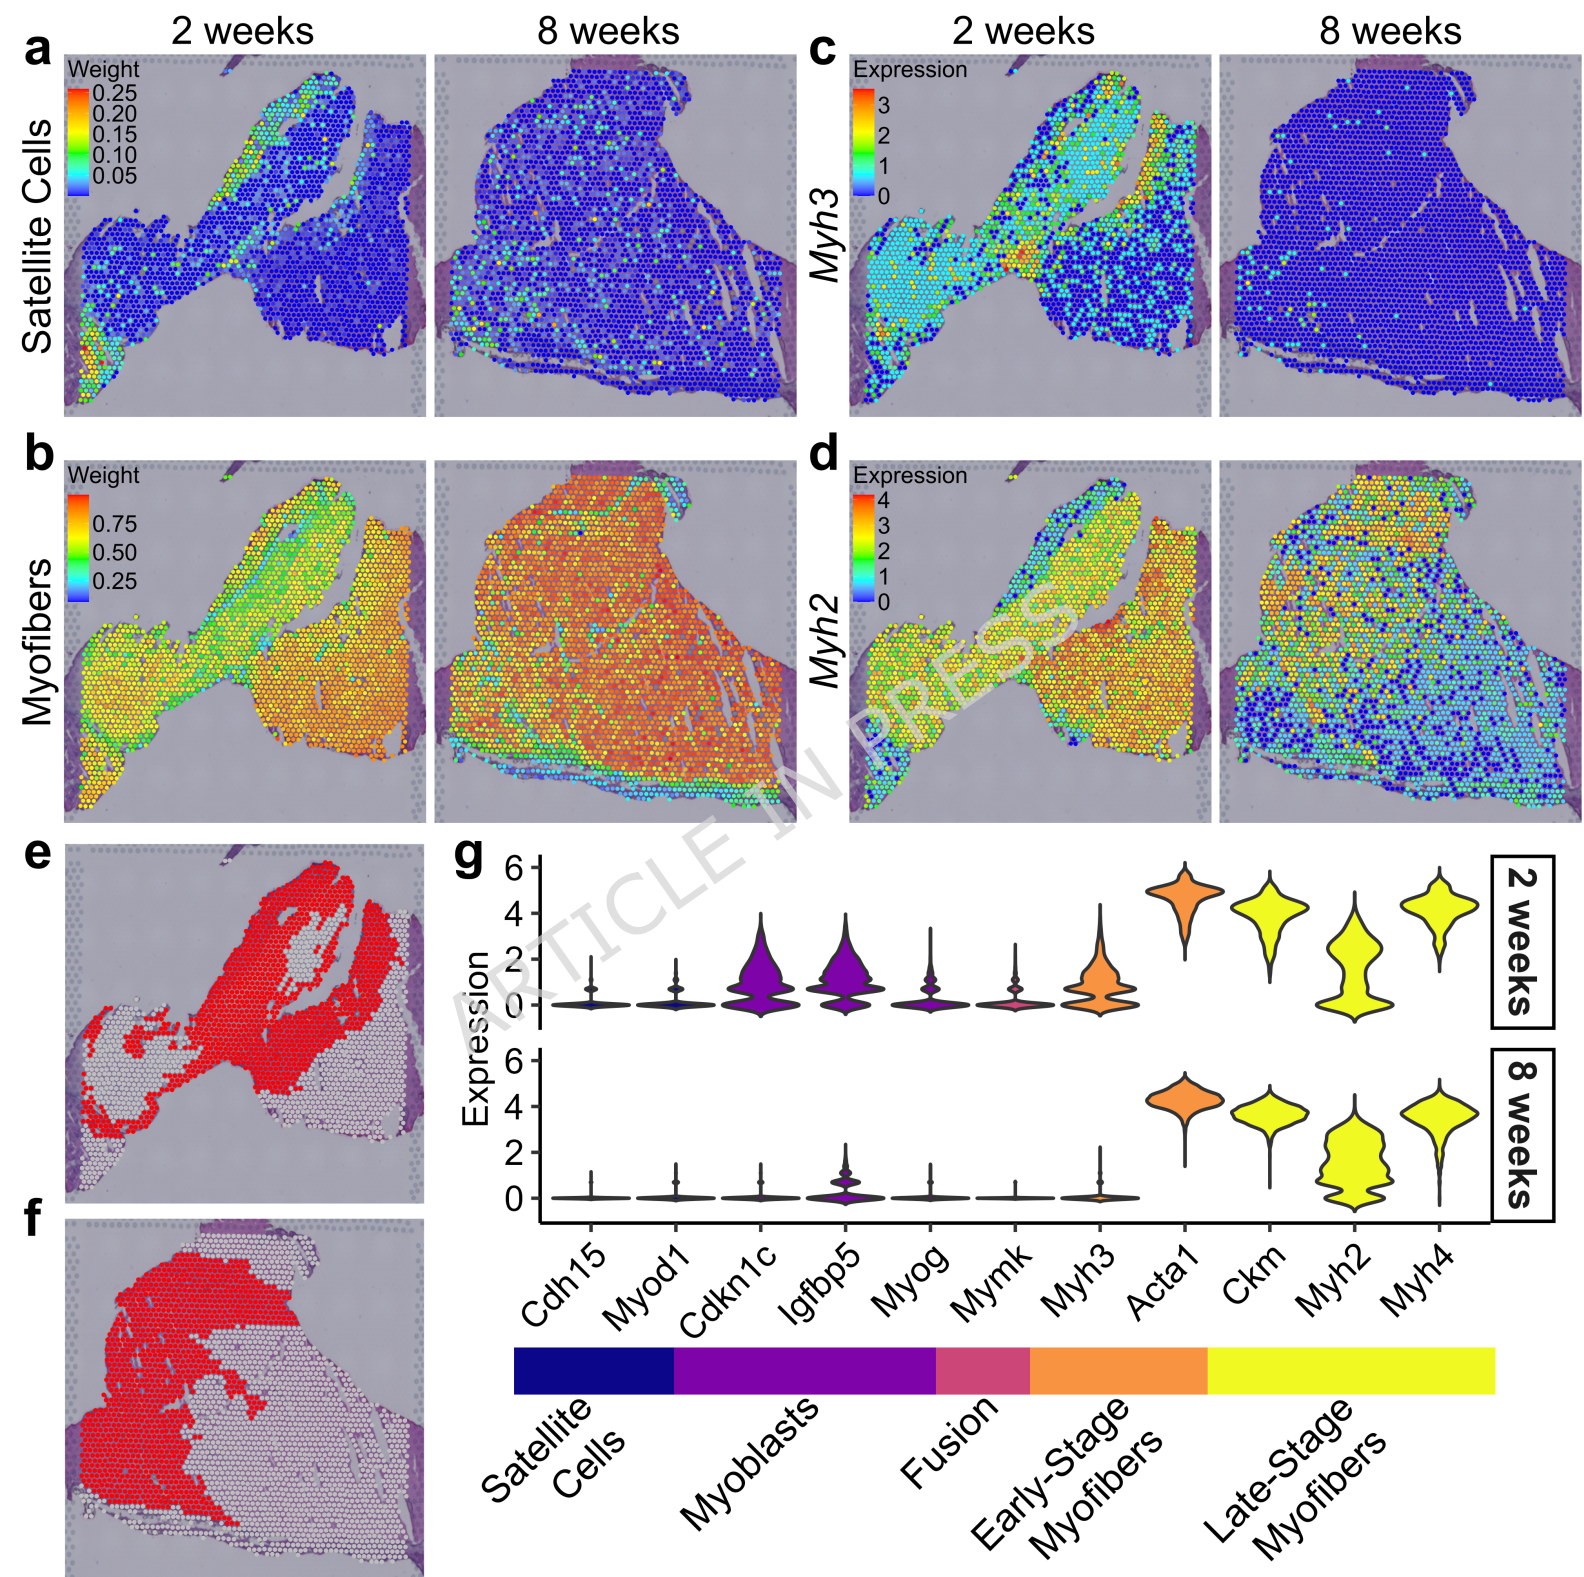 a
2 weeks
8 weeks
Satellite Cells
Weight
0.25
0.20
0.15
0.10
0.05
c
2 weeks
8 weeks
Myh3
Expression
3
2
1
0
b
Myofibers
Weight
0.75
0.50
0.25
d
Myh2
Expression
4
3
2
1
0
ARTICLE IN PRESS
e
f
g
Expression
6
4
2
0
2 weeks
6
4
2
0
8 weeks
Cdh15
Myod1
Cdkn1c
Igfbp5
Myog
Mymk
Myh3
Acta1
Ckm
Myh2
Myh4
Satellite
Cells
Myoblasts
Fusion
Early-Stage
Myofibers
Late-Stage
Myofibers